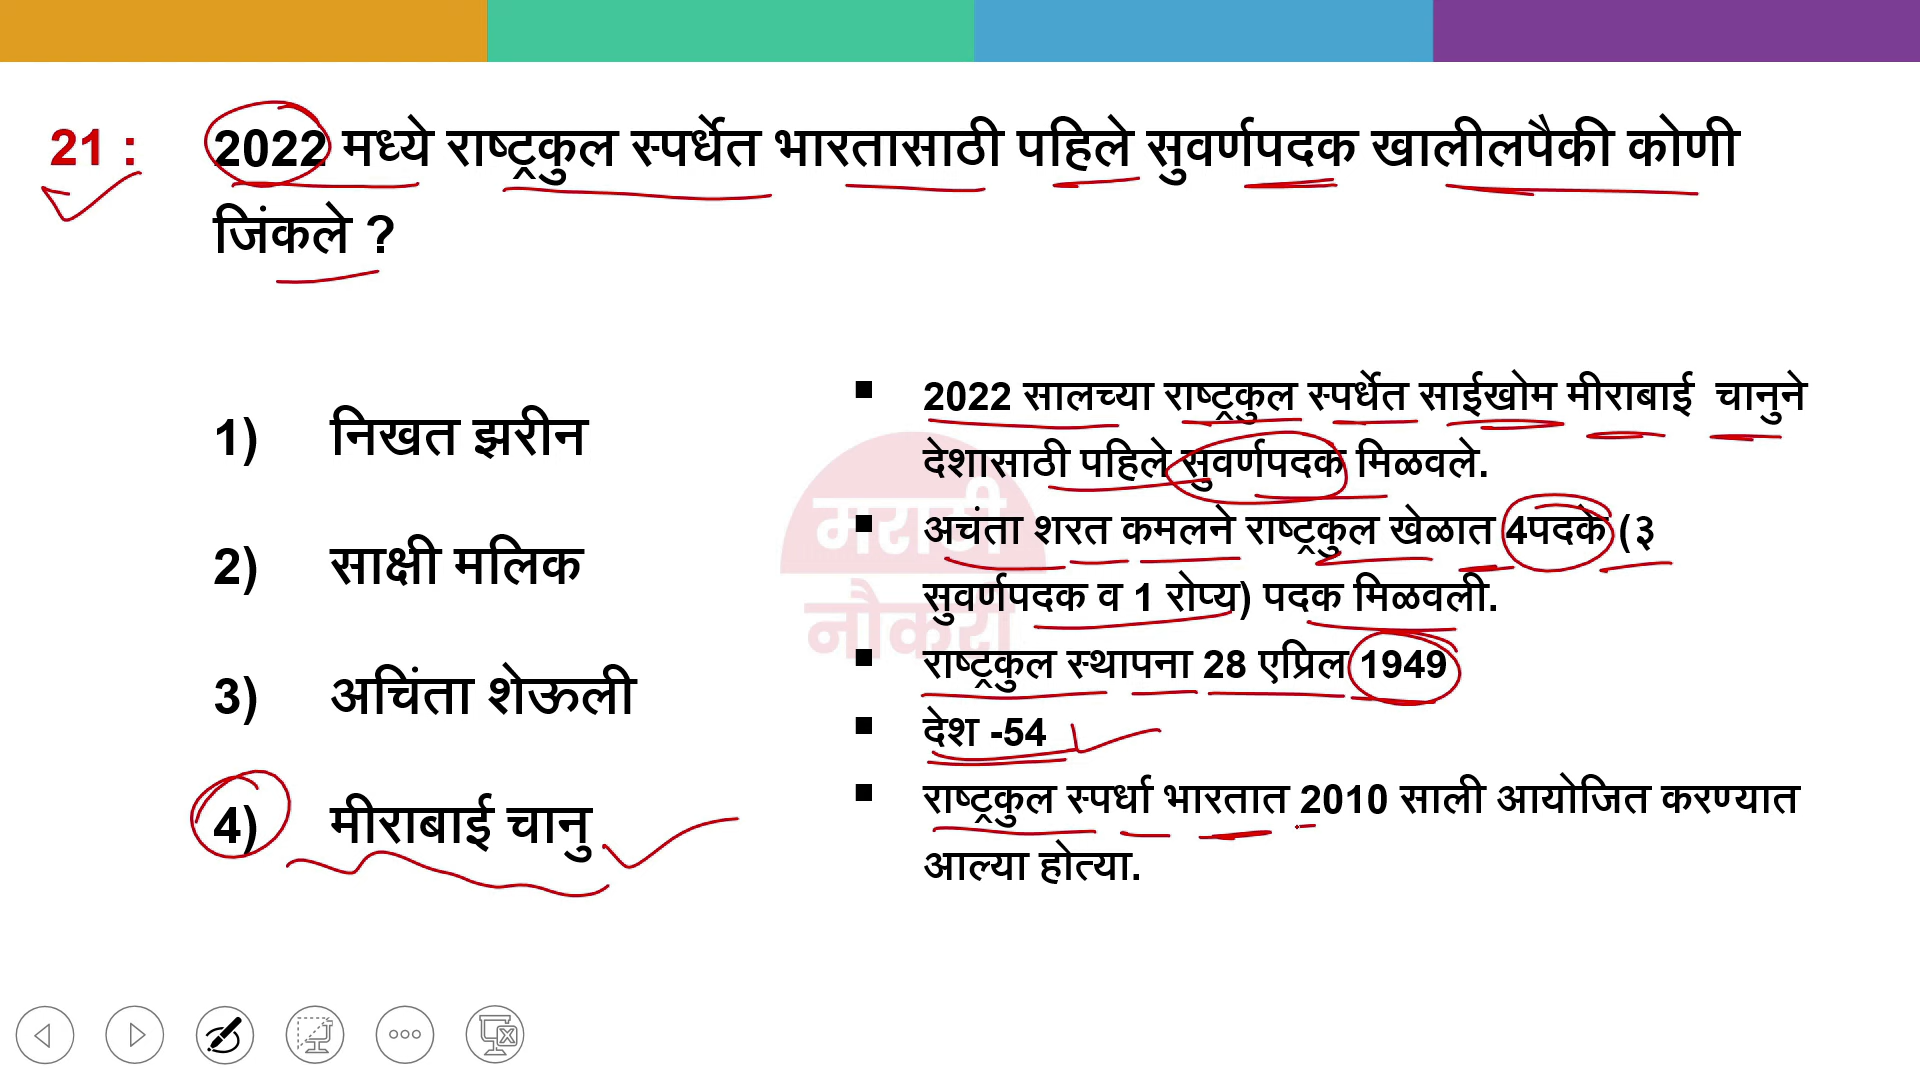 21 : 2022 मध्ये राष्ट्रकुल स्पर्धेत भारतासाठी पहिले सुवर्णपदक खालीलपैकी कोणी
जिंकले ?
1) निखत झरीन
2) साक्षी मलिक
3) अचिंता शेऊली
4) मीराबाई चानु
2022 सालच्या राष्ट्रकुल स्पर्धेत साईखोम मीराबाई चानुने
देशासाठी पहिले सुवर्णपदक मिळवले.
अचंता शरत कमलने राष्ट्रकुल खेळात 4पदके (३
सुवर्णपदक व 1 रोप्य) पदक मिळवली.
राष्ट्रकुल स्थापना 28 एप्रिल 1949
देश -54
राष्ट्रकुल स्पर्धा भारतात 2010 साली आयोजित करण्यात
आल्या होत्या.
मराठी
नौकरी